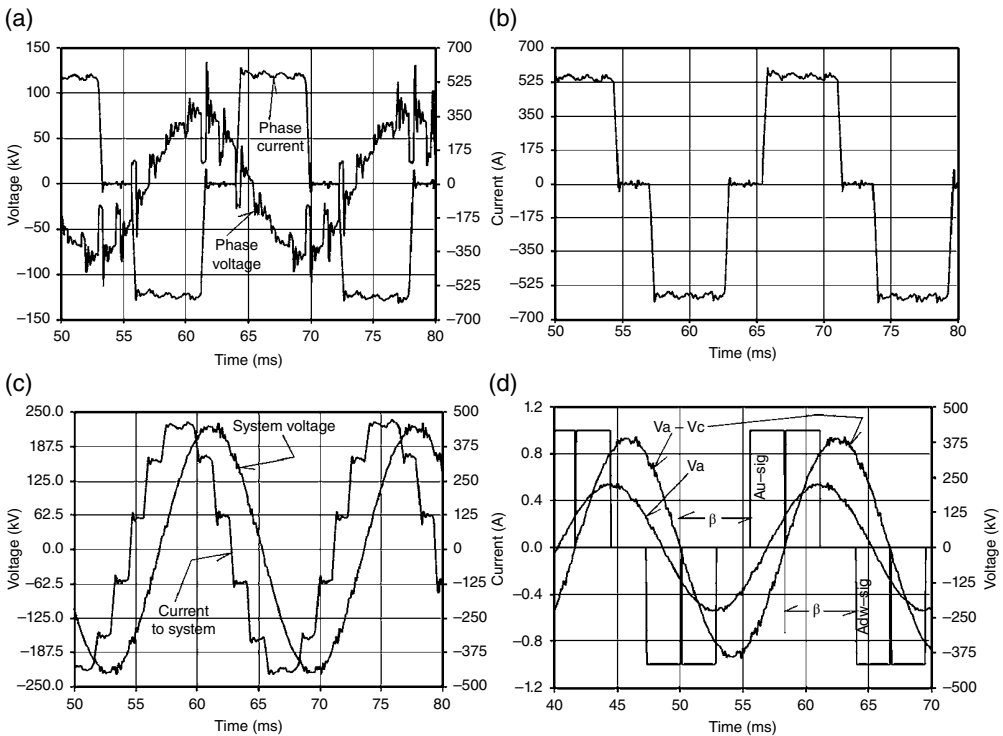 (a)
150
100
50
0
–50
–100
–150
Voltage (kV)
700
525
350
175
0
–175
–350
–525
–700
Phase
current
Phase
voltage
50 55 60 65 70 75 80
Time (ms)
(b)
700
525
350
175
0
–175
–350
–525
–700
Current (A)
50 55 60 65 71 75 80
Time (ms)
(c)
250.0
187.5
125.0
62.5
0.0
–62.5
–125.0
–187.5
–250.0
Voltage (kV)
500
375
250
125
0
–125
–250
–375
–500
System voltage
Current
to system
50 55 60 65 70 75 80
Time (ms)
(d)
1.2
0.8
0.4
0.0
–0.4
–0.8
–1.2
Current (A)
500
375
250
125
0
–125
–250
–375
–500
Voltage (kV)
Va – Vc
Va
Au–sig
β
β
Adw–sig
40 45 50 55 60 65 70
Time (ms)